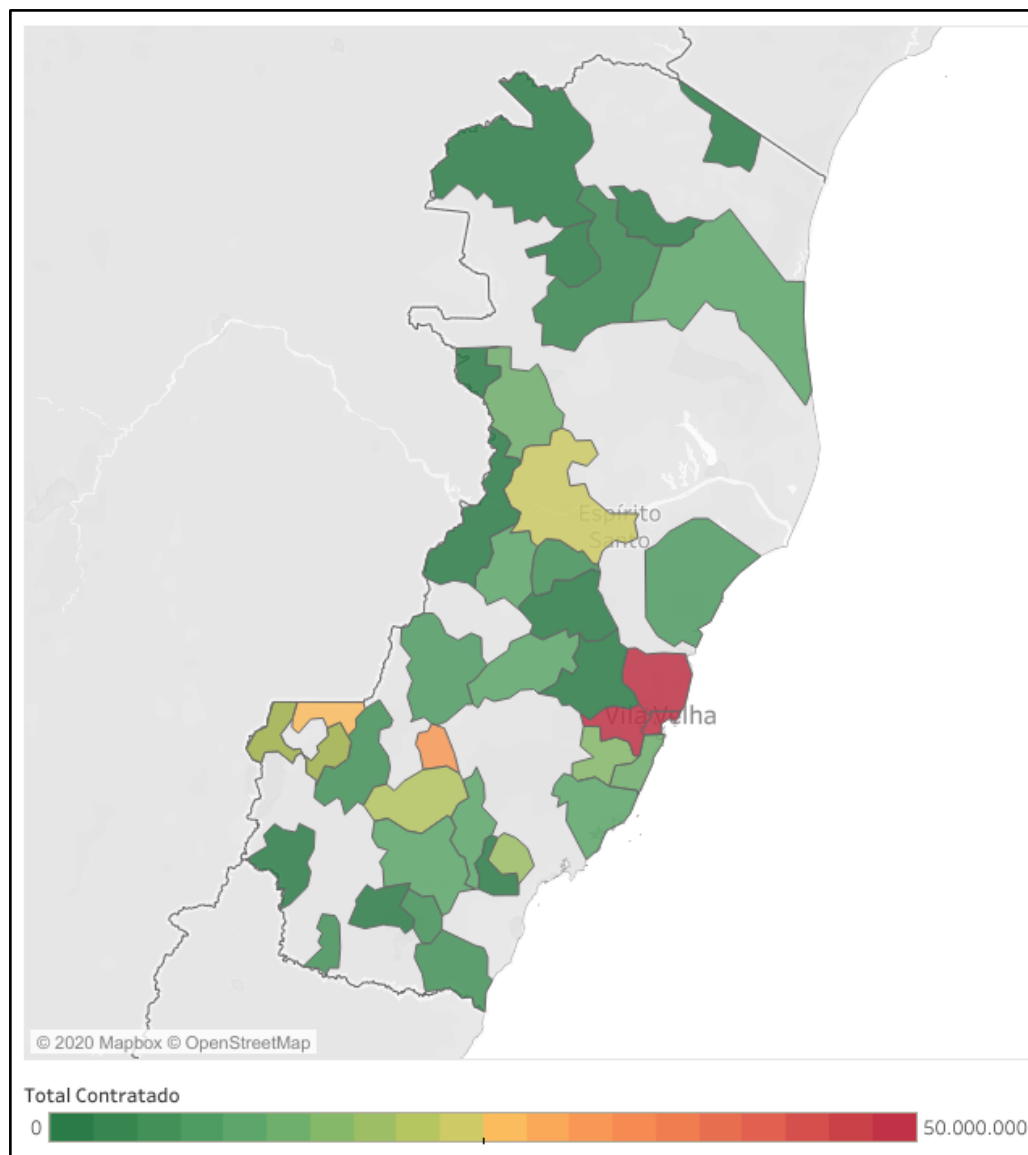 Espírito
Santo
Vila Velha
© 2020 Mapbox © OpenStreetMap
Total Contratado
0
50.000.000